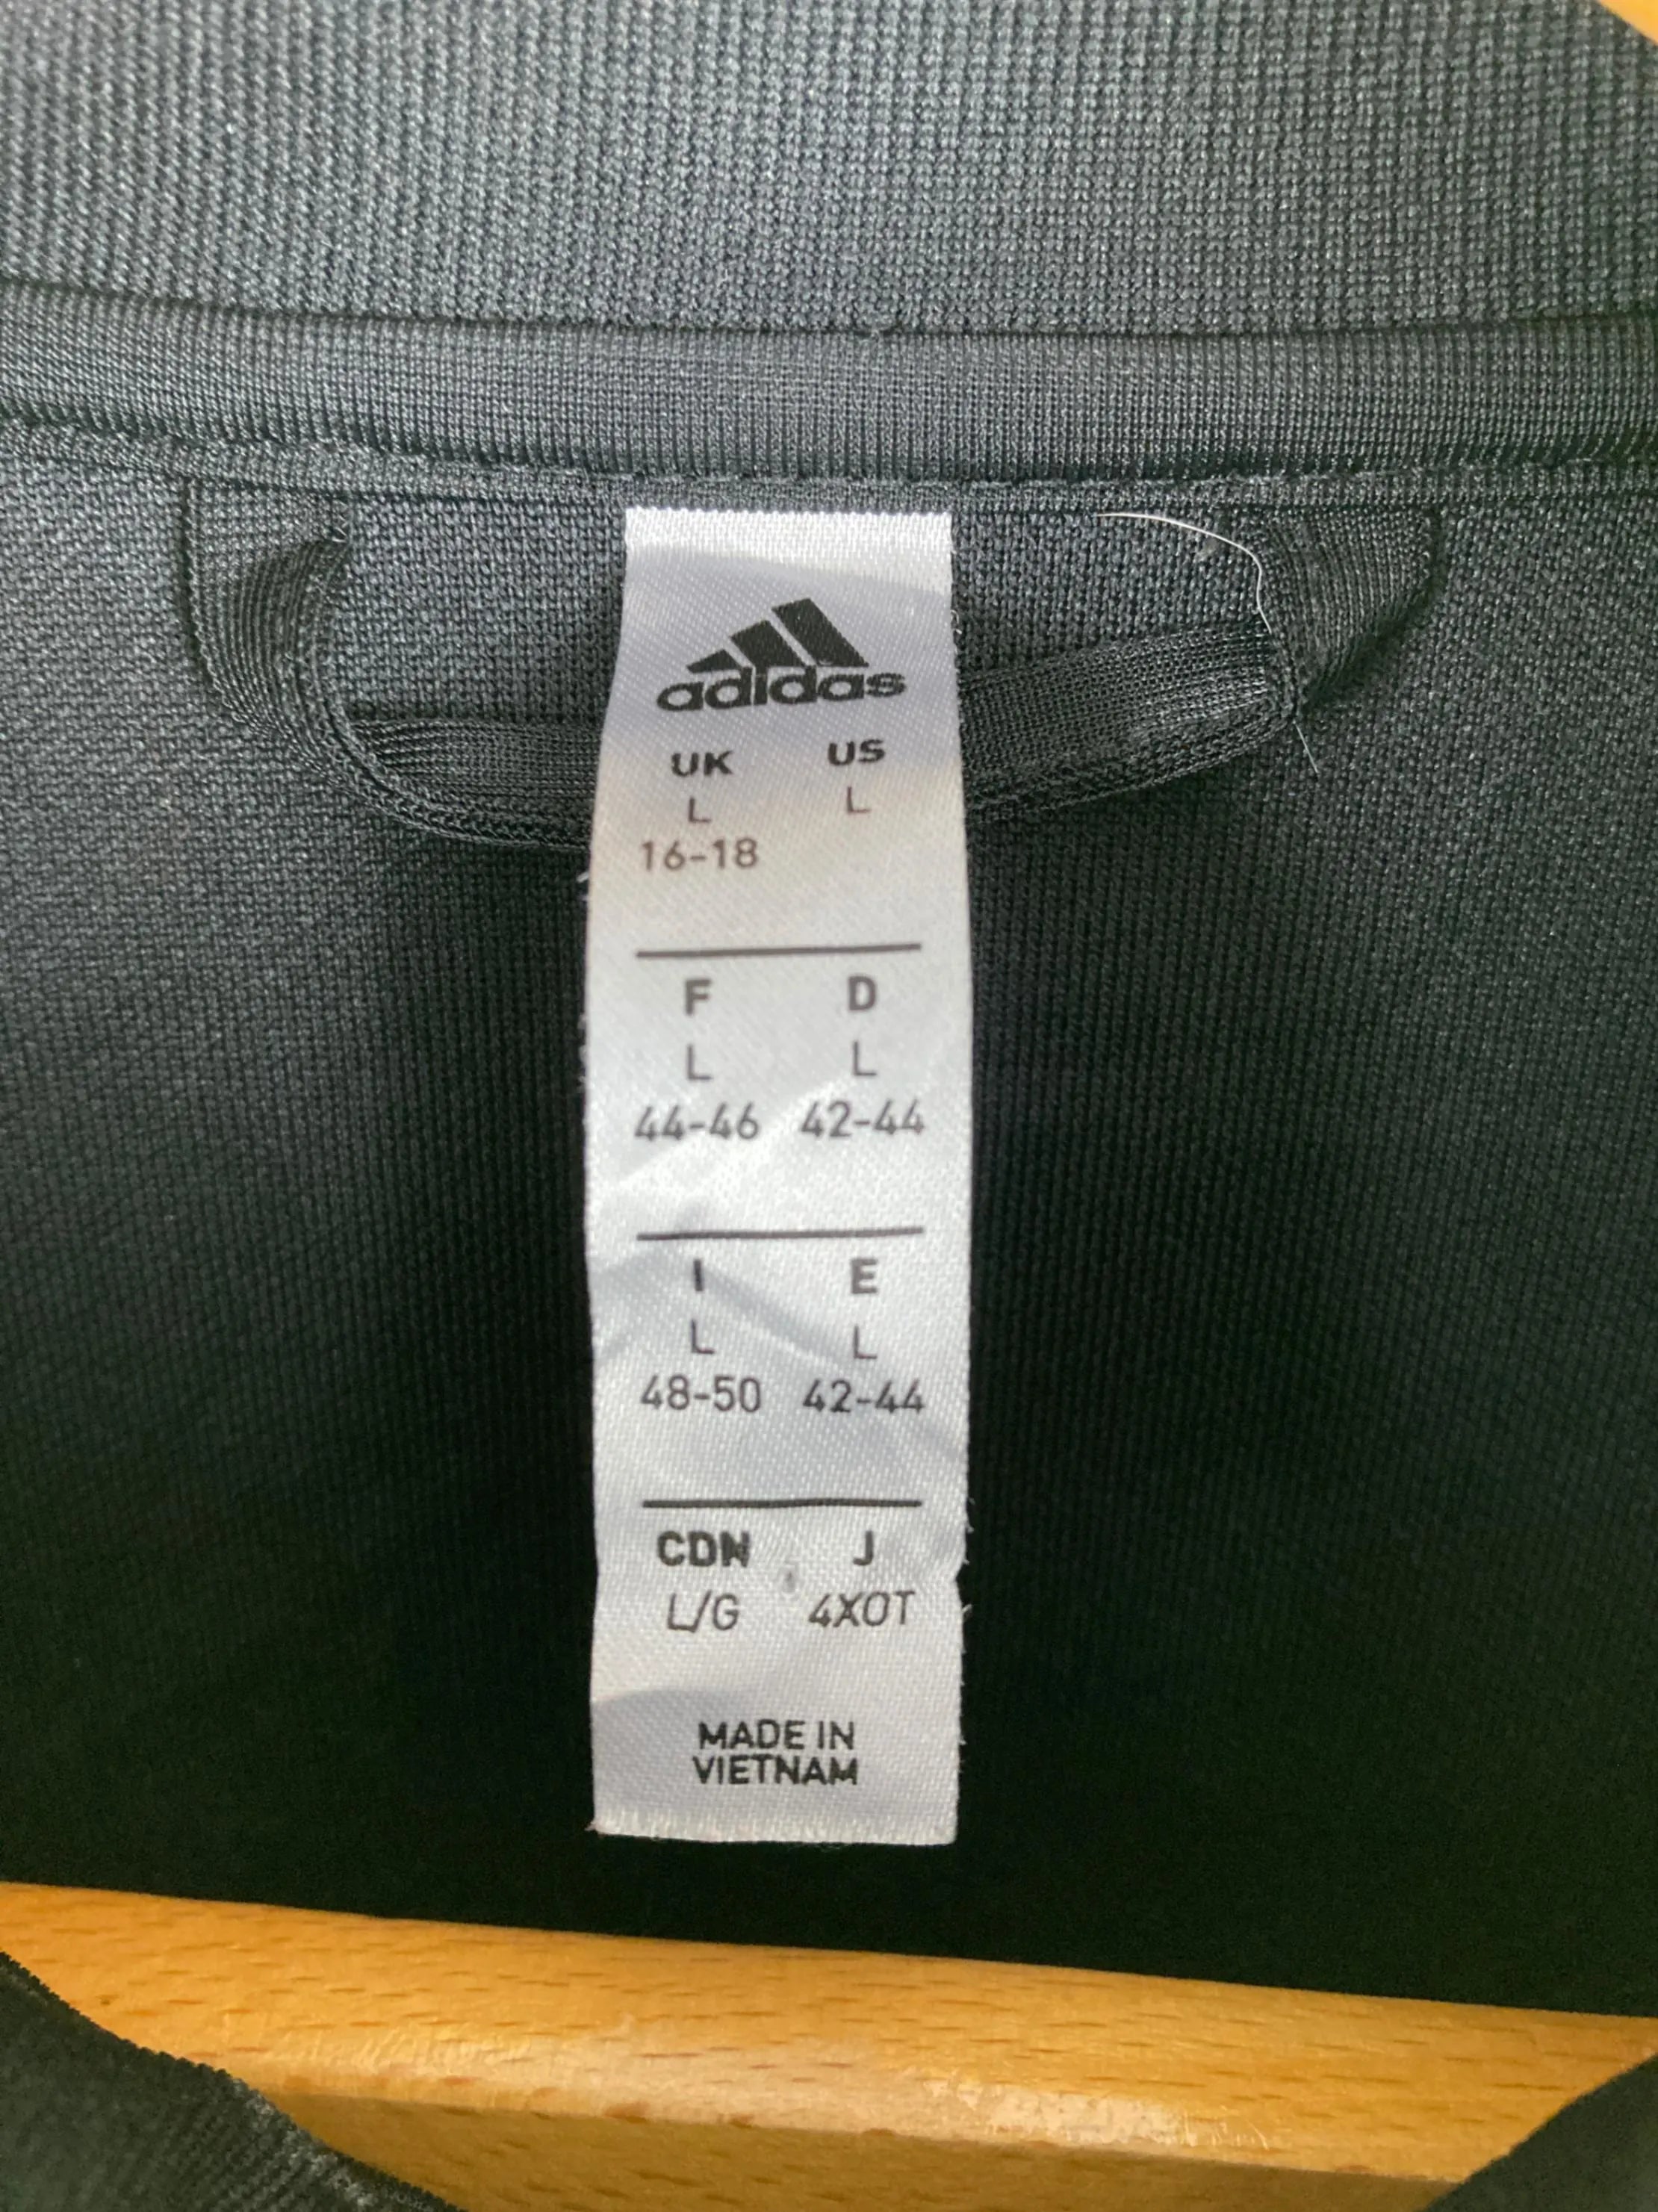 adidas
UK US
L L
16-18
F D
L L
44-46 42-44
I E
L L
48-50 42-44
CDN J
L/G 4XOT
MADE IN
VIETNAM